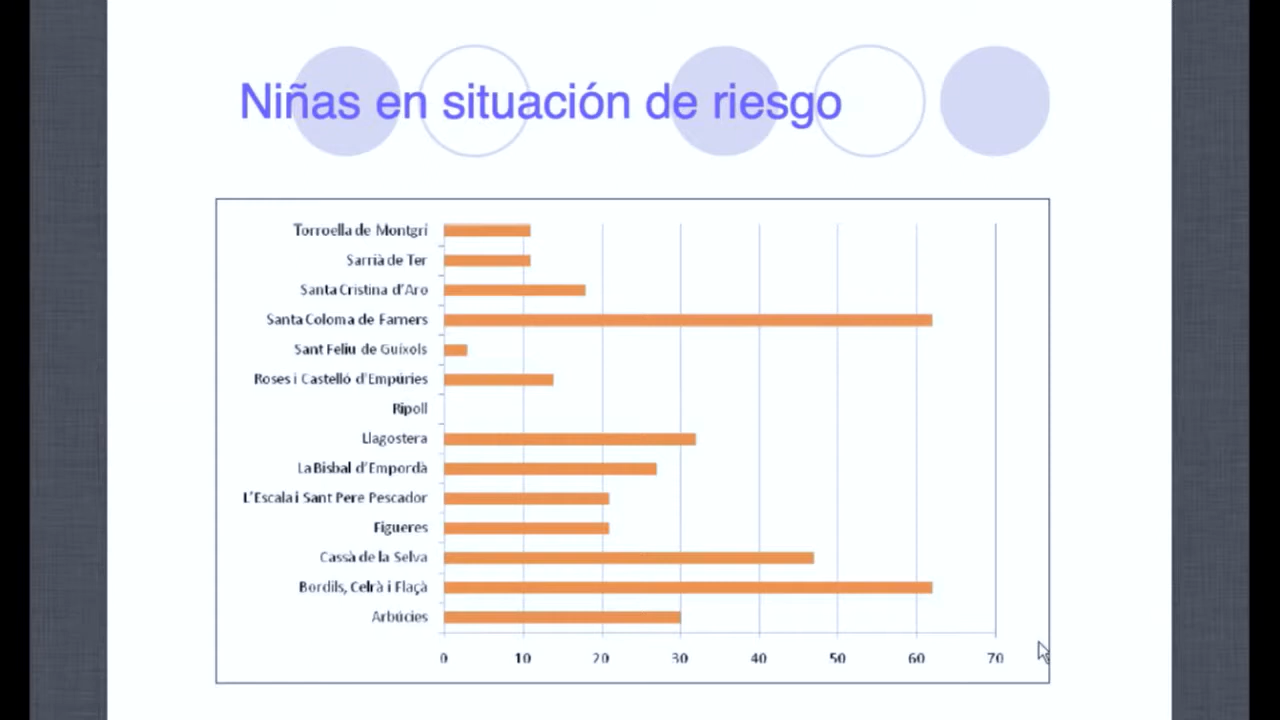 Niñas en situación de riesgo
Torroella de Montgrí
Sarrià de Ter
Santa Cristina d'Aro
Santa Coloma de Farners
Sant Feliu de Guíxols
Roses i Castelló d'Empúries
Ripoll
Llagostera
La Bisbal d'Empordà
L'Escala i Sant Pere Pescador
Figueres
Cassà de la Selva
Bordils, Celrà i Flaçà
Arbúcies
0 10 20 30 40 50 60 70